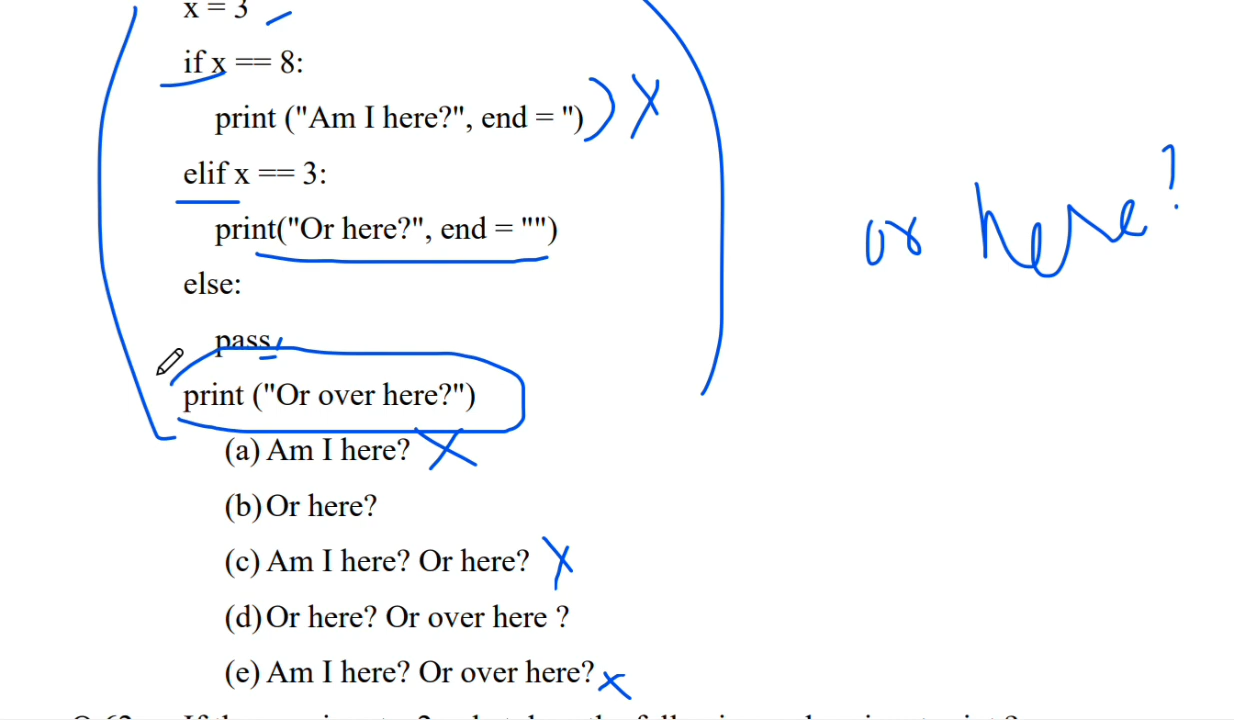 x = 3
if x == 8:
print ("Am I here?", end = ")
elif x == 3:
print("Or here?", end = "")
or here?
else:
pass
print ("Or over here?")
(a) Am I here?
(b) Or here?
(c) Am I here? Or here?
(d) Or here? Or over here ?
(e) Am I here? Or over here?